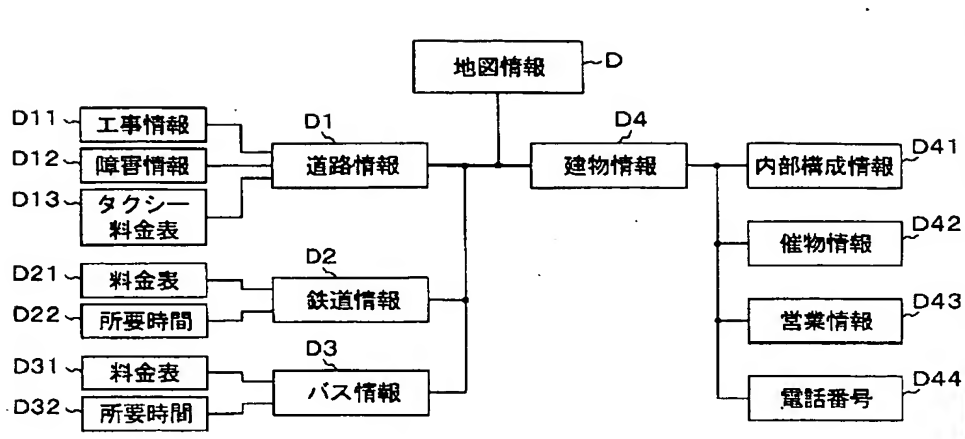 地図情報
D
D11
工事情報
D12
障害情報
D13
タクシー
料金表
D1
道路情報
D21
料金表
D22
所要時間
D2
鉄道情報
D31
料金表
D32
所要時間
D3
バス情報
D4
建物情報
内部構成情報
D41
催物情報
D42
営業情報
D43
電話番号
D44